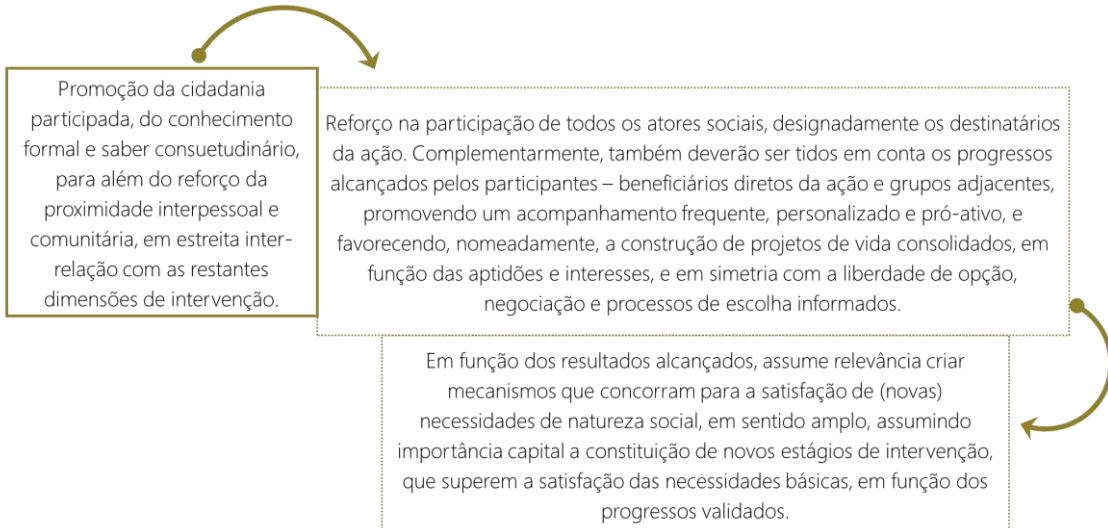 Promoção da cidadania
participada, do conhecimento
formal e saber consuetudinário,
para além do reforço da
proximidade interpessoal e
comunitária, em estreita inter-
relação com as restantes
dimensões de intervenção.
Reforço na participação de todos os atores sociais, designadamente os destinatários
da ação. Complementarmente, também deverão ser tidos em conta os progressos
alcançados pelos participantes – beneficiários diretos da ação e grupos adjacentes,
promovendo um acompanhamento frequente, personalizado e pró-ativo, e
favorecendo, nomeadamente, a construção de projetos de vida consolidados, em
função das aptidões e interesses, e em simetria com a liberdade de opção,
negociação e processos de escolha informados.
Em função dos resultados alcançados, assume relevância criar
mecanismos que concorram para a satisfação de (novas)
necessidades de natureza social, em sentido amplo, assumindo
importância capital a constituição de novos estágios de intervenção,
que superem a satisfação das necessidades básicas, em função dos
progressos validados.